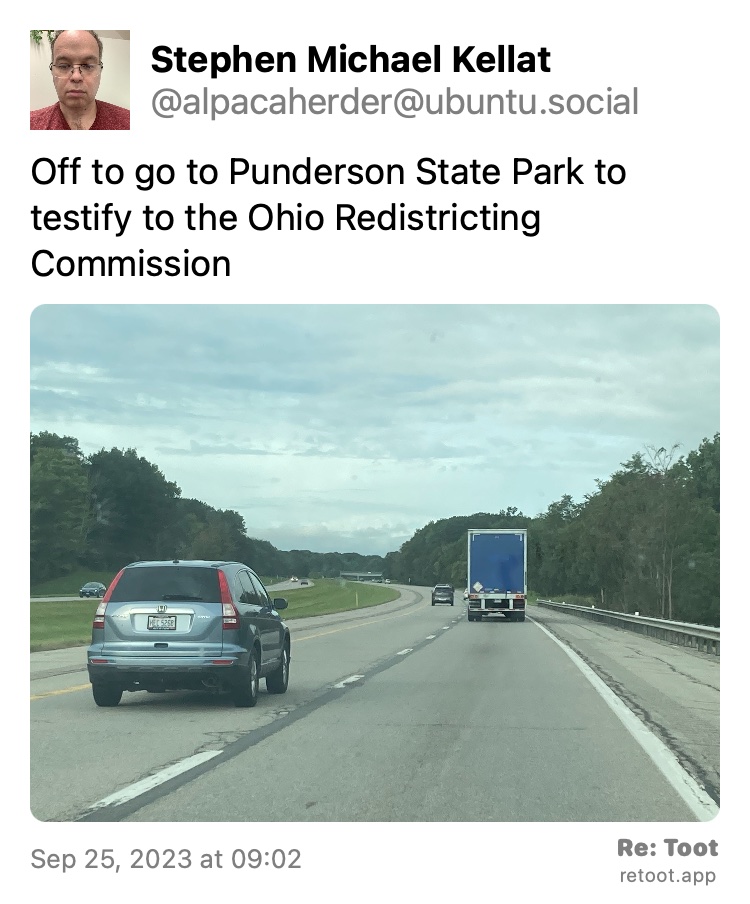 Stephen Michael Kellat
@alpacaherder@ubuntu.social
Off to go to Punderson State Park to
testify to the Ohio Redistricting
Commission
Sep 25, 2023 at 09:02
Re: Toot
retoot.app